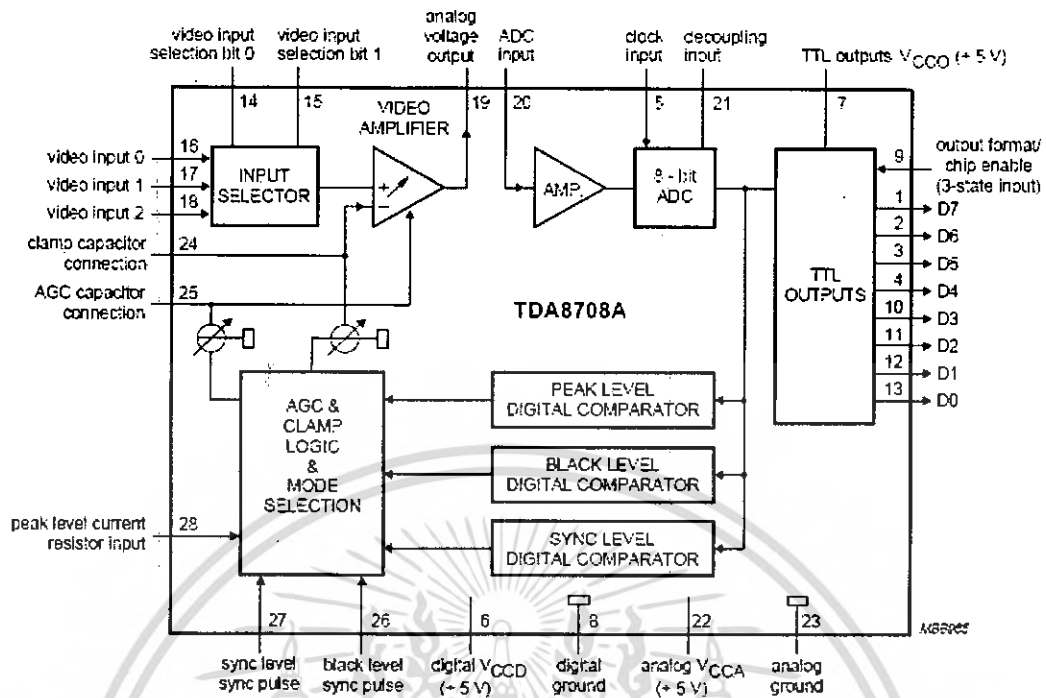 video input
selection bit 0
video input
selection bit 1
analog
voltage
output
ADC
input
clock
input
decoupling
input
TTL outputs VCCO (+ 5 V)
14
15
VIDEO
AMPLIFIER
19
20
5
21
7
video input 0
16
video input 1
17
video input 2
18
INPUT
SELECTOR
+
−
AMP.
8 - bit
ADC
9
output format/
chip enable
(3-state input)
1
D7
2
D6
3
D5
4
D4
10
D3
11
D2
12
D1
13
D0
TTL
OUTPUTS
clamp capacitor
connection
24
AGC capacitor
connection
25
TDA8708A
AGC &
CLAMP
LOGIC
&
MODE
SELECTION
PEAK LEVEL
DIGITAL COMPARATOR
BLACK LEVEL
DIGITAL COMPARATOR
SYNC LEVEL
DIGITAL COMPARATOR
peak level current
resistor input
28
27
26
6
8
22
23
sync level
sync pulse
black level
sync pulse
digital VCCD
(+ 5 V)
digital
ground
analog VCCA
(+ 5 V)
analog
ground